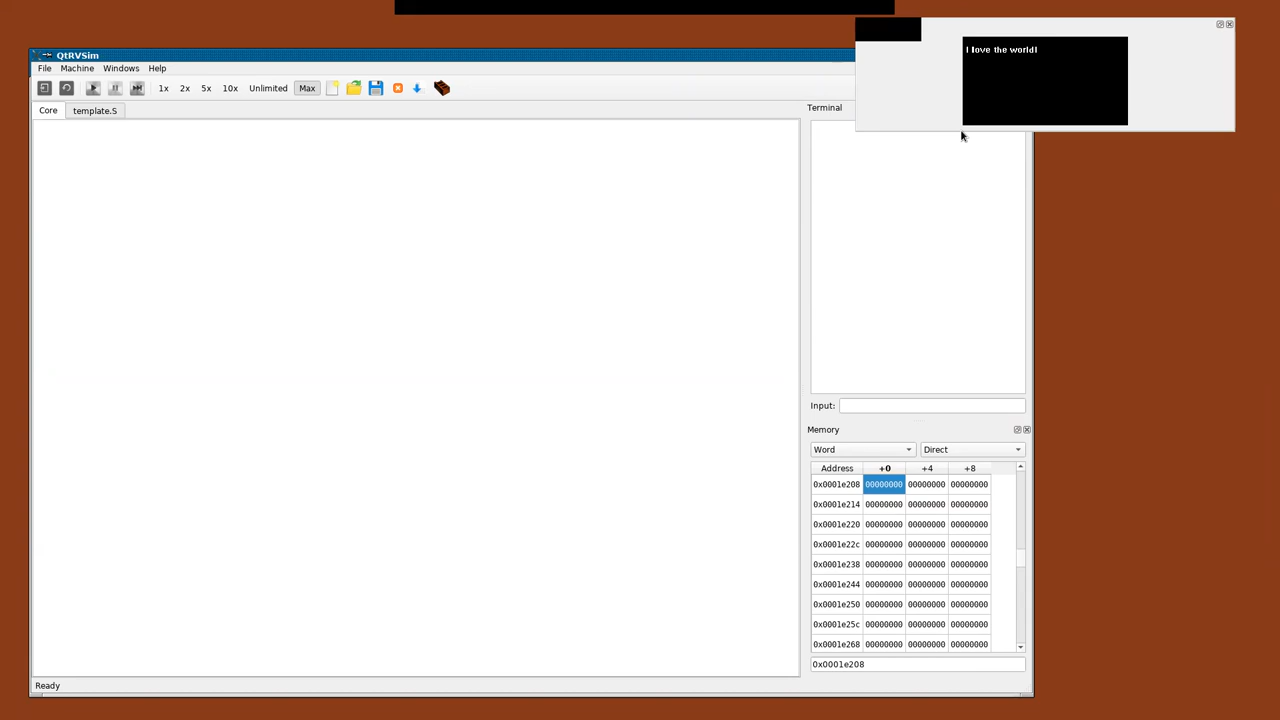 I love the world!
QtRVSim
File Machine Windows Help
1x 2x 5x 10x Unlimited Max
Core template.S
Terminal
Input:
Memory
Word Direct
Address +0 +4 +8
0x0001e208 00000000 00000000 00000000
0x0001e214 00000000 00000000 00000000
0x0001e220 00000000 00000000 00000000
0x0001e22c 00000000 00000000 00000000
0x0001e238 00000000 00000000 00000000
0x0001e244 00000000 00000000 00000000
0x0001e250 00000000 00000000 00000000
0x0001e25c 00000000 00000000 00000000
0x0001e268 00000000 00000000 00000000
0x0001e208
Ready